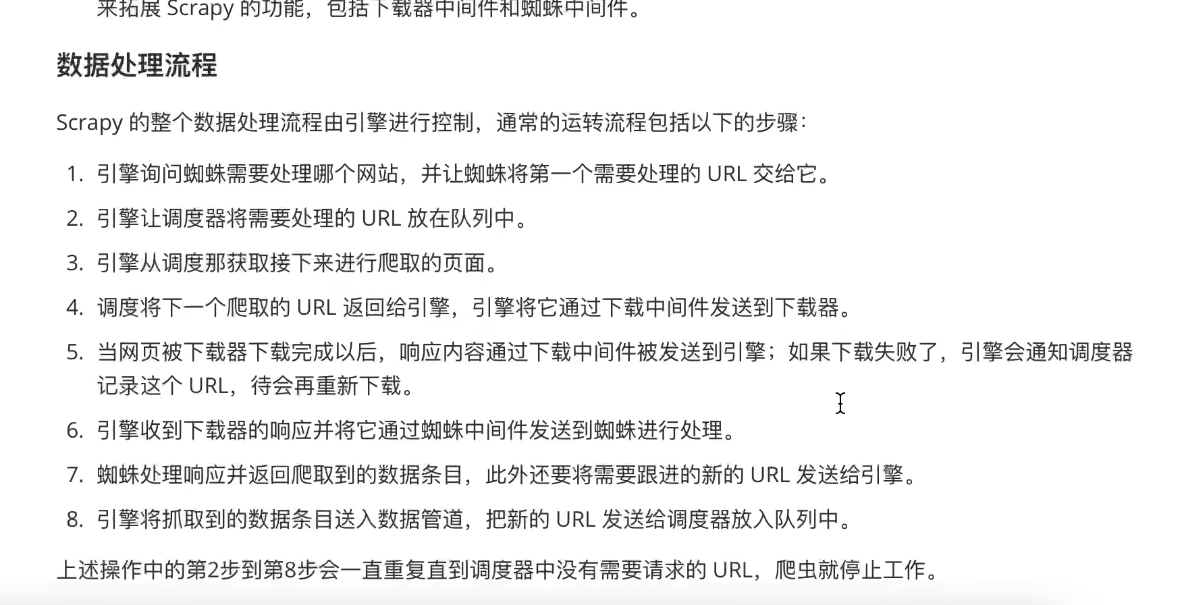 来拓展 Scrapy 的功能，包括下载器中间件和蜘蛛中间件。
数据处理流程
Scrapy 的整个数据处理流程由引擎进行控制，通常的运转流程包括以下的步骤：
1. 引擎询问蜘蛛需要处理哪个网站，并让蜘蛛将第一个需要处理的 URL 交给它。
2. 引擎让调度器将需要处理的 URL 放在队列中。
3. 引擎从调度那获取接下来进行爬取的页面。
4. 调度将下一个爬取的 URL 返回给引擎，引擎将它通过下载中间件发送到下载器。
5. 当网页被下载器下载完成以后，响应内容通过下载中间件被发送到引擎；如果下载失败了，引擎会通知调度器
记录这个 URL，待会再重新下载。
6. 引擎收到下载器的响应并将它通过蜘蛛中间件发送到蜘蛛进行处理。
7. 蜘蛛处理响应并返回爬取到的数据条目，此外还要将需要跟进的新的 URL 发送给引擎。
8. 引擎将抓取到的数据条目送入数据管道，把新的 URL 发送给调度器放入队列中。
上述操作中的第2步到第8步会一直重复直到调度器中没有需要请求的 URL，爬虫就停止工作。